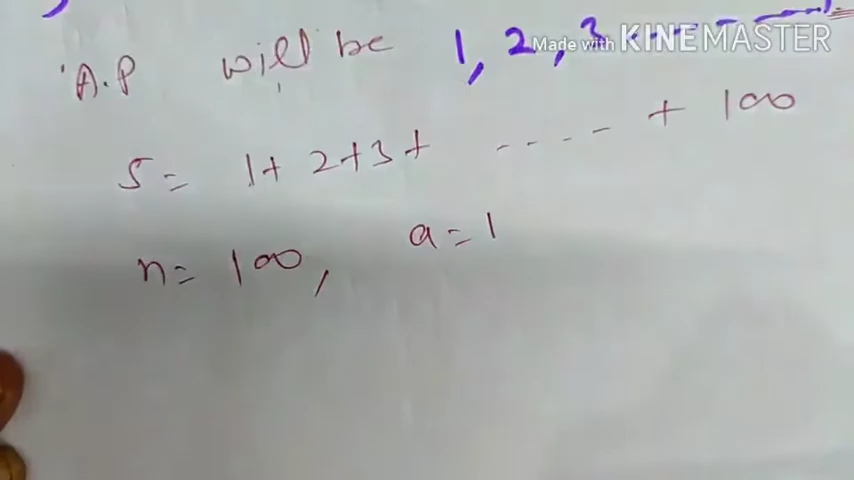 A.P will be 1, 2, 3
Made with KINEMASTER
S= 1+ 2+3+ ----- + 100
n= 100, a=1